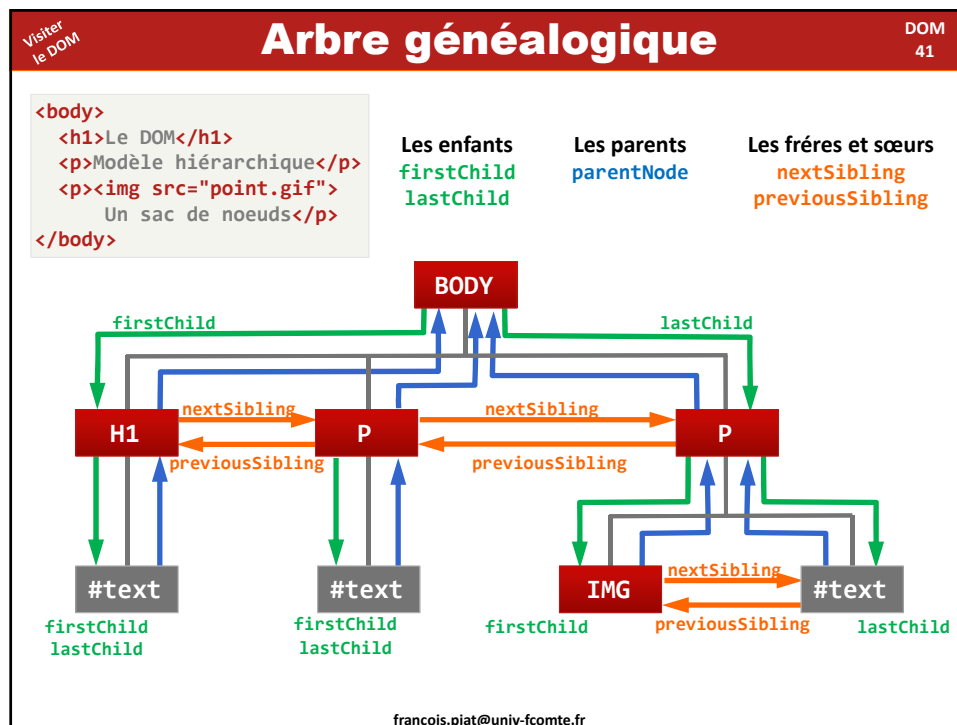 Visiter
le DOM
Arbre généalogique
DOM
41
<body>
<h1>Le DOM</h1>
<p>Modèle hiérarchique</p>
<p><img src="point.gif">
Un sac de noeuds</p>
</body>
Les enfants
firstChild
lastChild
Les parents
parentNode
Les fréres et sœurs
nextSibling
previousSibling
BODY
firstChild
lastChild
H1
nextSibling
previousSibling
P
nextSibling
previousSibling
P
#text
firstChild
lastChild
#text
firstChild
lastChild
IMG
firstChild
nextSibling
previousSibling
#text
lastChild
francois.piat@univ-fcomte.fr